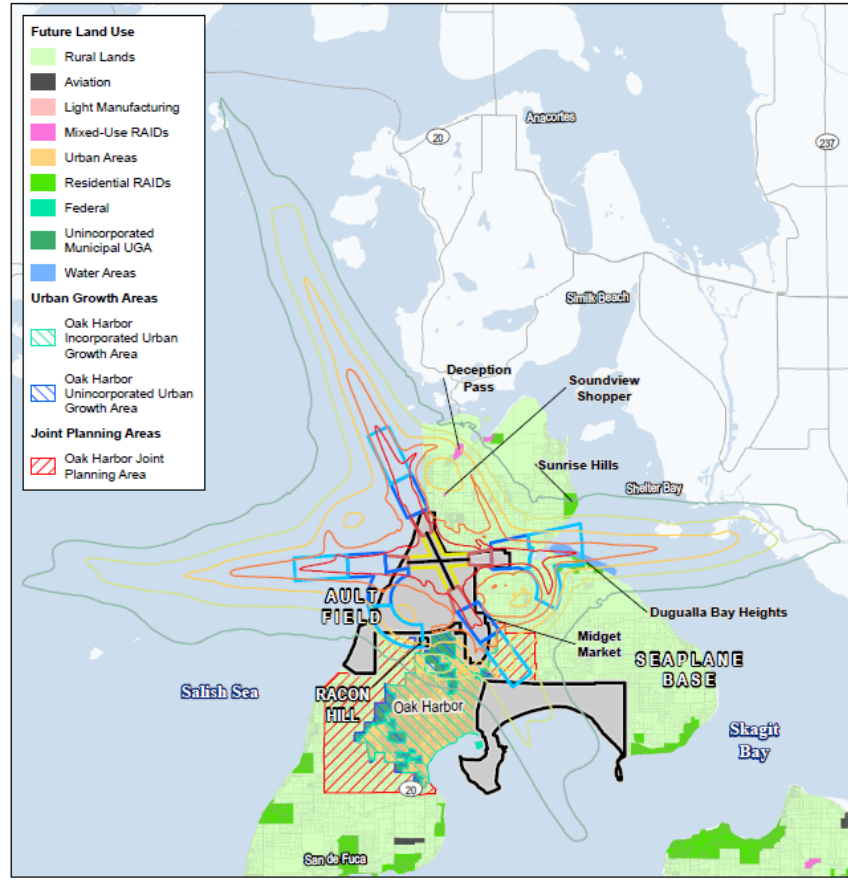 Future Land Use
Rural Lands
Aviation
Light Manufacturing
Mixed-Use RAIDs
Urban Areas
Residential RAIDs
Federal
Unincorporated
Municipal UGA
Water Areas
Urban Growth Areas
Oak Harbor
Incorporated Urban
Growth Area
Oak Harbor
Unincorporated Urban
Growth Area
Joint Planning Areas
Oak Harbor Joint
Planning Area
Anacortes
20
237
Similk Beach
Deception
Pass
Soundview
Shopper
Sunrise Hills
Shelter Bay
AULT
FIELD
Dugualla Bay Heights
Midget
Market
SEAPLANE
BASE
Salish Sea
RACON
HILL
Oak Harbor
Skagit
Bay
20
San de Fuca